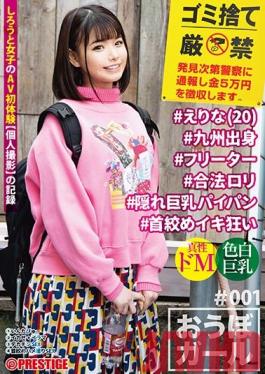 しろうと女子のAV初体験【個人撮影】の記録
ゴミ捨て
厳禁
発見次第警察に
通報し金5万円
を徴収します。
#えりな(20)
#九州出身
#フリーター
#合法ロリ
#隠れ巨乳パイパン
#首絞めイキ狂い
真性
ドM
色白
巨乳
#001
おうぼ
ガール
PRESTIGE